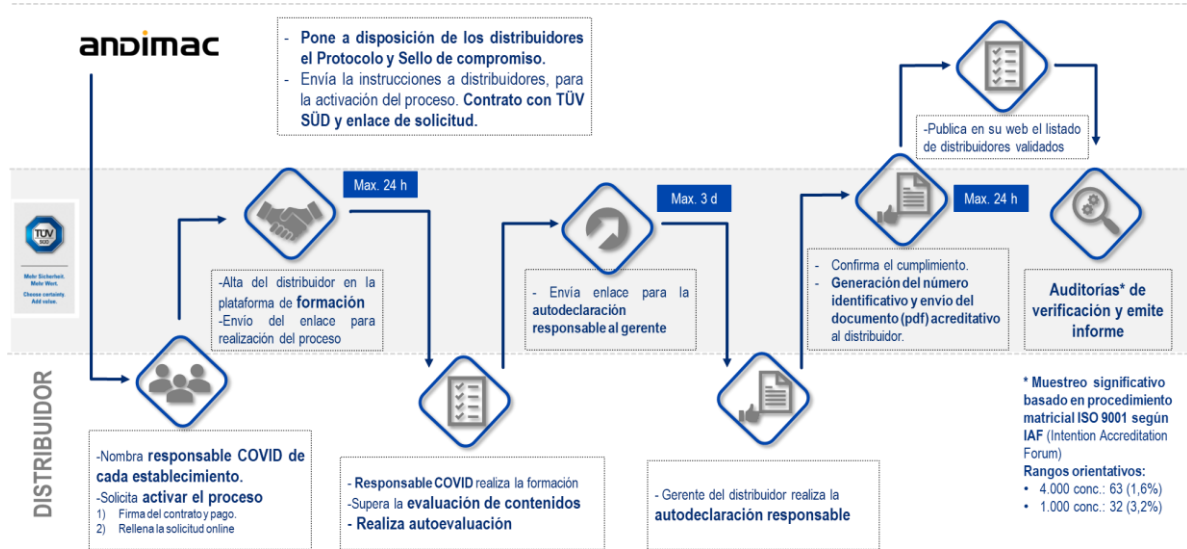 andimac
- Pone a disposición de los distribuidores
el Protocolo y Sello de compromiso.
- Envía la instrucciones a distribuidores, para
la activación del proceso. Contrato con TÜV
SÜD y enlace de solicitud.
-Publica en su web el listado
de distribuidores validados
TÜV
SÜD
Mehr Sicherheit.
Mehr Wert.
Choose certainty.
Add value.
Max. 24 h
-Alta del distribuidor en la
plataforma de formación
-Envío del enlace para
realización del proceso
Max. 3 d
- Envía enlace para la
autodeclaración
responsable al gerente
Max. 24 h
- Confirma el cumplimiento.
- Generación del número
identificativo y envio del
documento (pdf) acreditativo
al distribuidor.
Auditorías* de
verificación y emite
informe
DISTRIBUIDOR
-Nombra responsable COVID de
cada establecimiento.
-Solicita activar el proceso
1) Firma del contrato y pago.
2) Rellena la solicitud online
- Responsable COVID realiza la formación
-Supera la evaluación de contenidos
- Realiza autoevaluación
- Gerente del distribuidor realiza la
autodeclaración responsable
* Muestreo significativo
basado en procedimiento
matricial ISO 9001 según
IAF (Intention Accreditation
Forum)
Rangos orientativos:
• 4.000 conc.: 63 (1,6%)
• 1.000 conc.: 32 (3,2%)